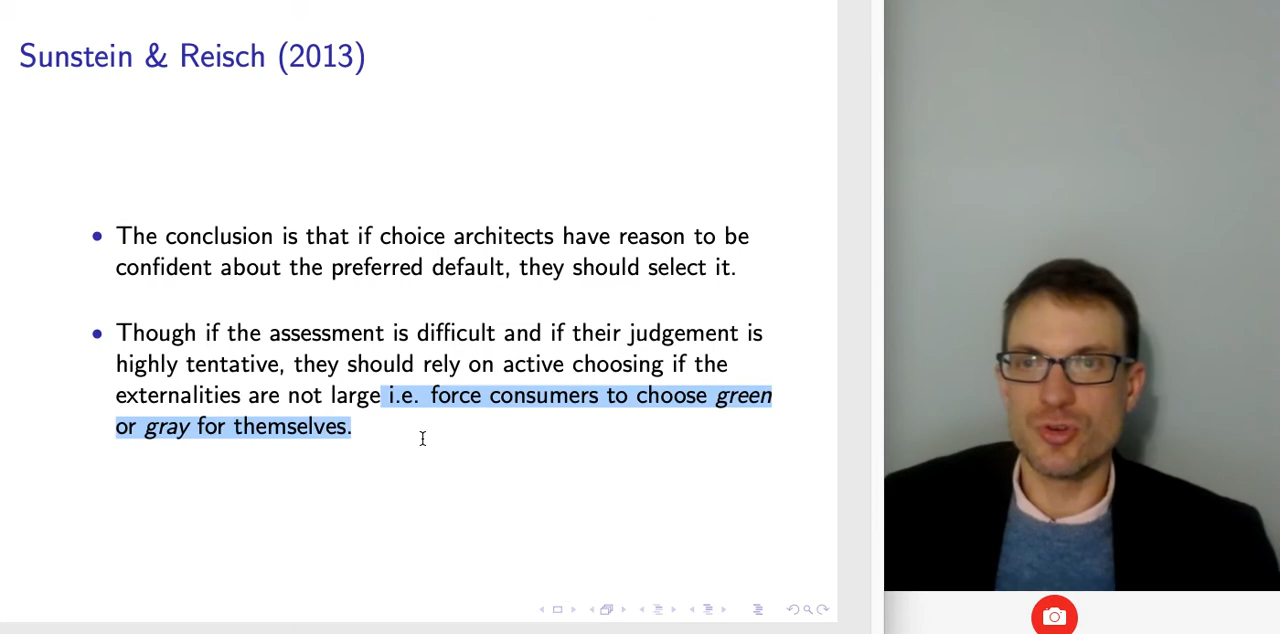 Sunstein & Reisch (2013)
• The conclusion is that if choice architects have reason to be
confident about the preferred default, they should select it.
• Though if the assessment is difficult and if their judgement is
highly tentative, they should rely on active choosing if the
externalities are not large i.e. force consumers to choose green
or gray for themselves.